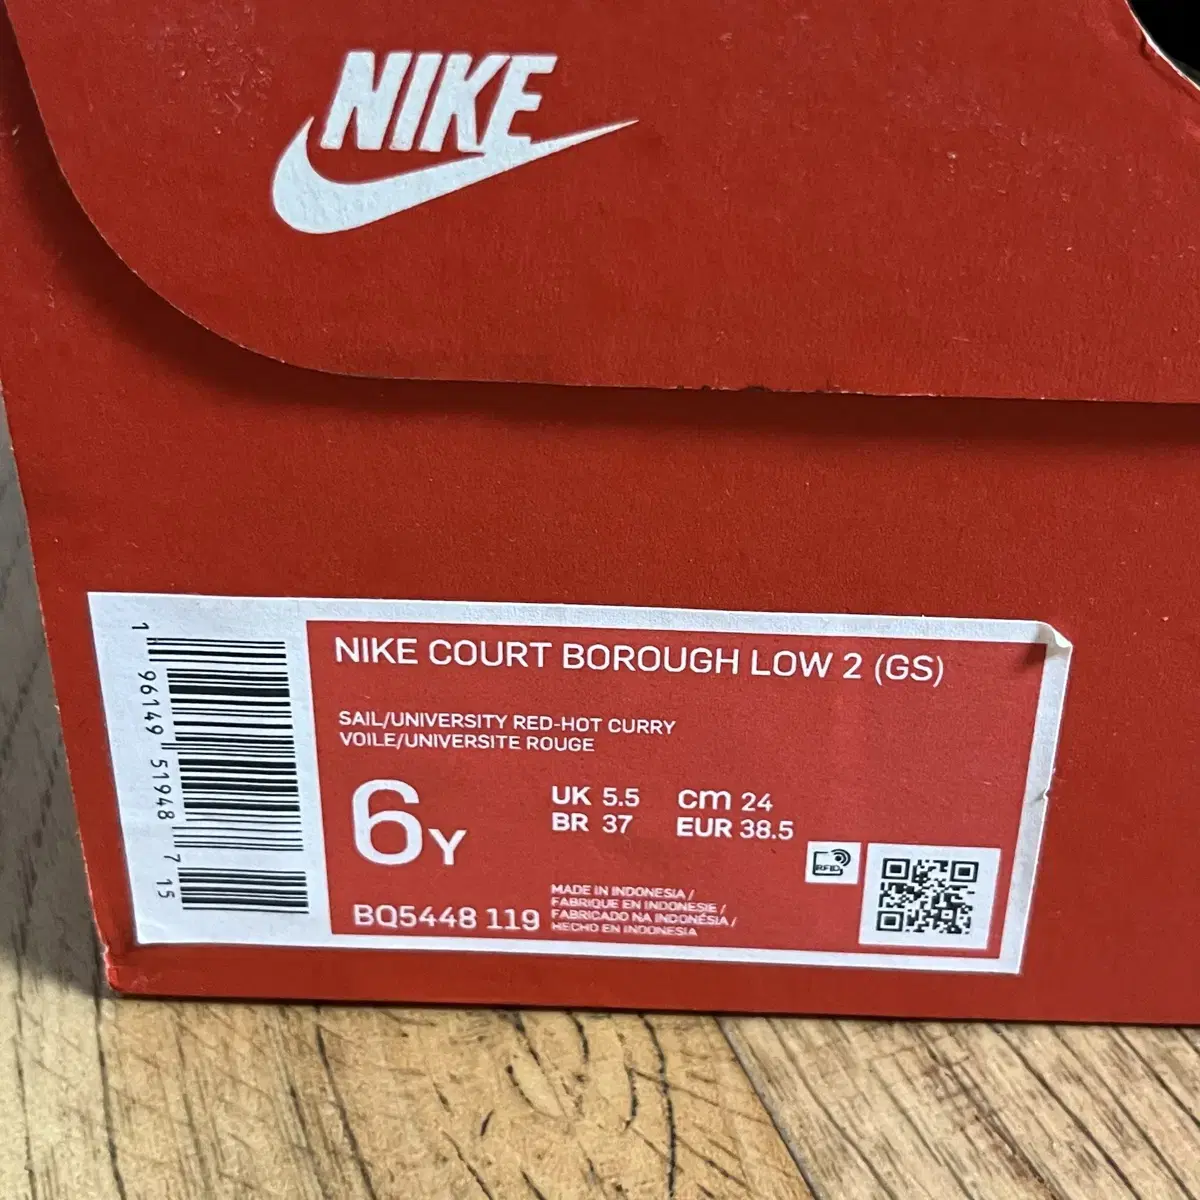 NIKE
NIKE COURT BOROUGH LOW 2 (GS)
SAIL/UNIVERSITY RED-HOT CURRY
VOILE/UNIVERSITE ROUGE
6Y
UK 5.5 cm 24
BR 37 EUR 38.5
BQ5448 119
MADE IN INDONESIA /
FABRIQUE EN INDONESIE /
FABRICADO NA INDONÉSIA /
HECHO EN INDONESIA
RFID
1 96149 51948 7 15